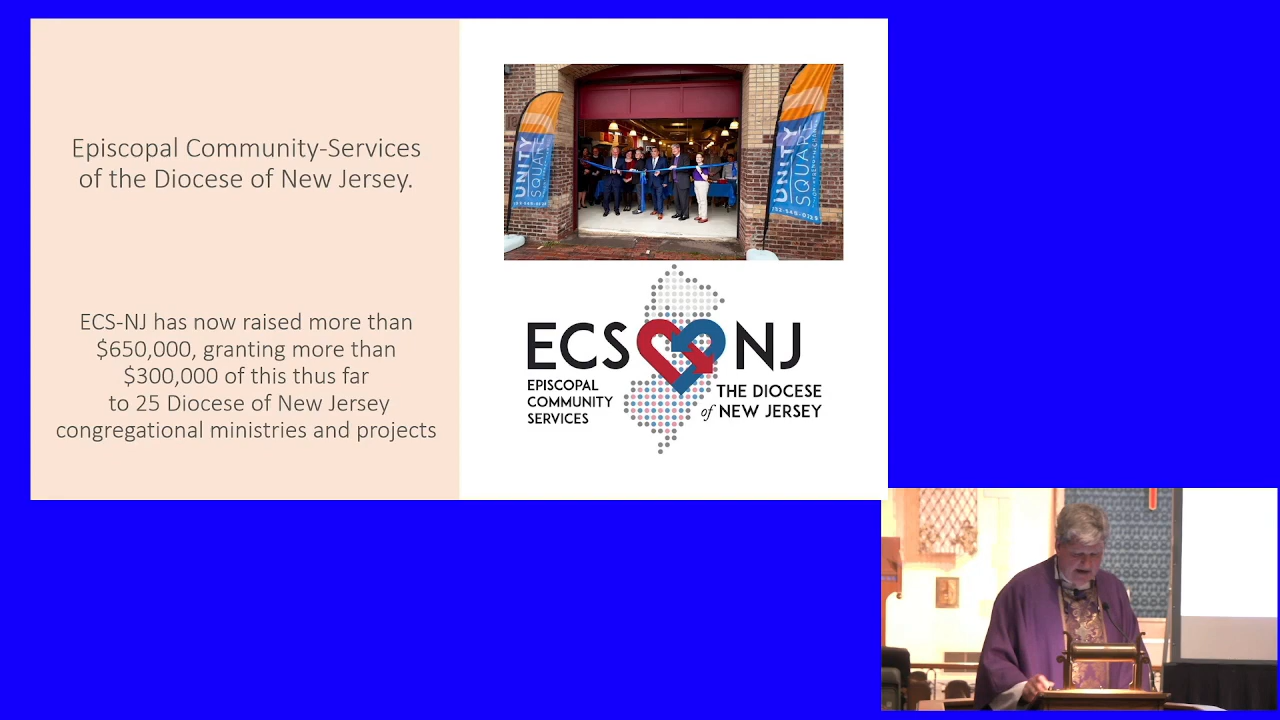 Episcopal Community-Services
of the Diocese of New Jersey.
ECS-NJ has now raised more than
$650,000, granting more than
$300,000 of this thus far
to 25 Diocese of New Jersey
congregational ministries and projects
UNITY
SQUARE
UNITY
SQUARE
ECS NJ
EPISCOPAL
COMMUNITY
SERVICES
THE DIOCESE
of NEW JERSEY